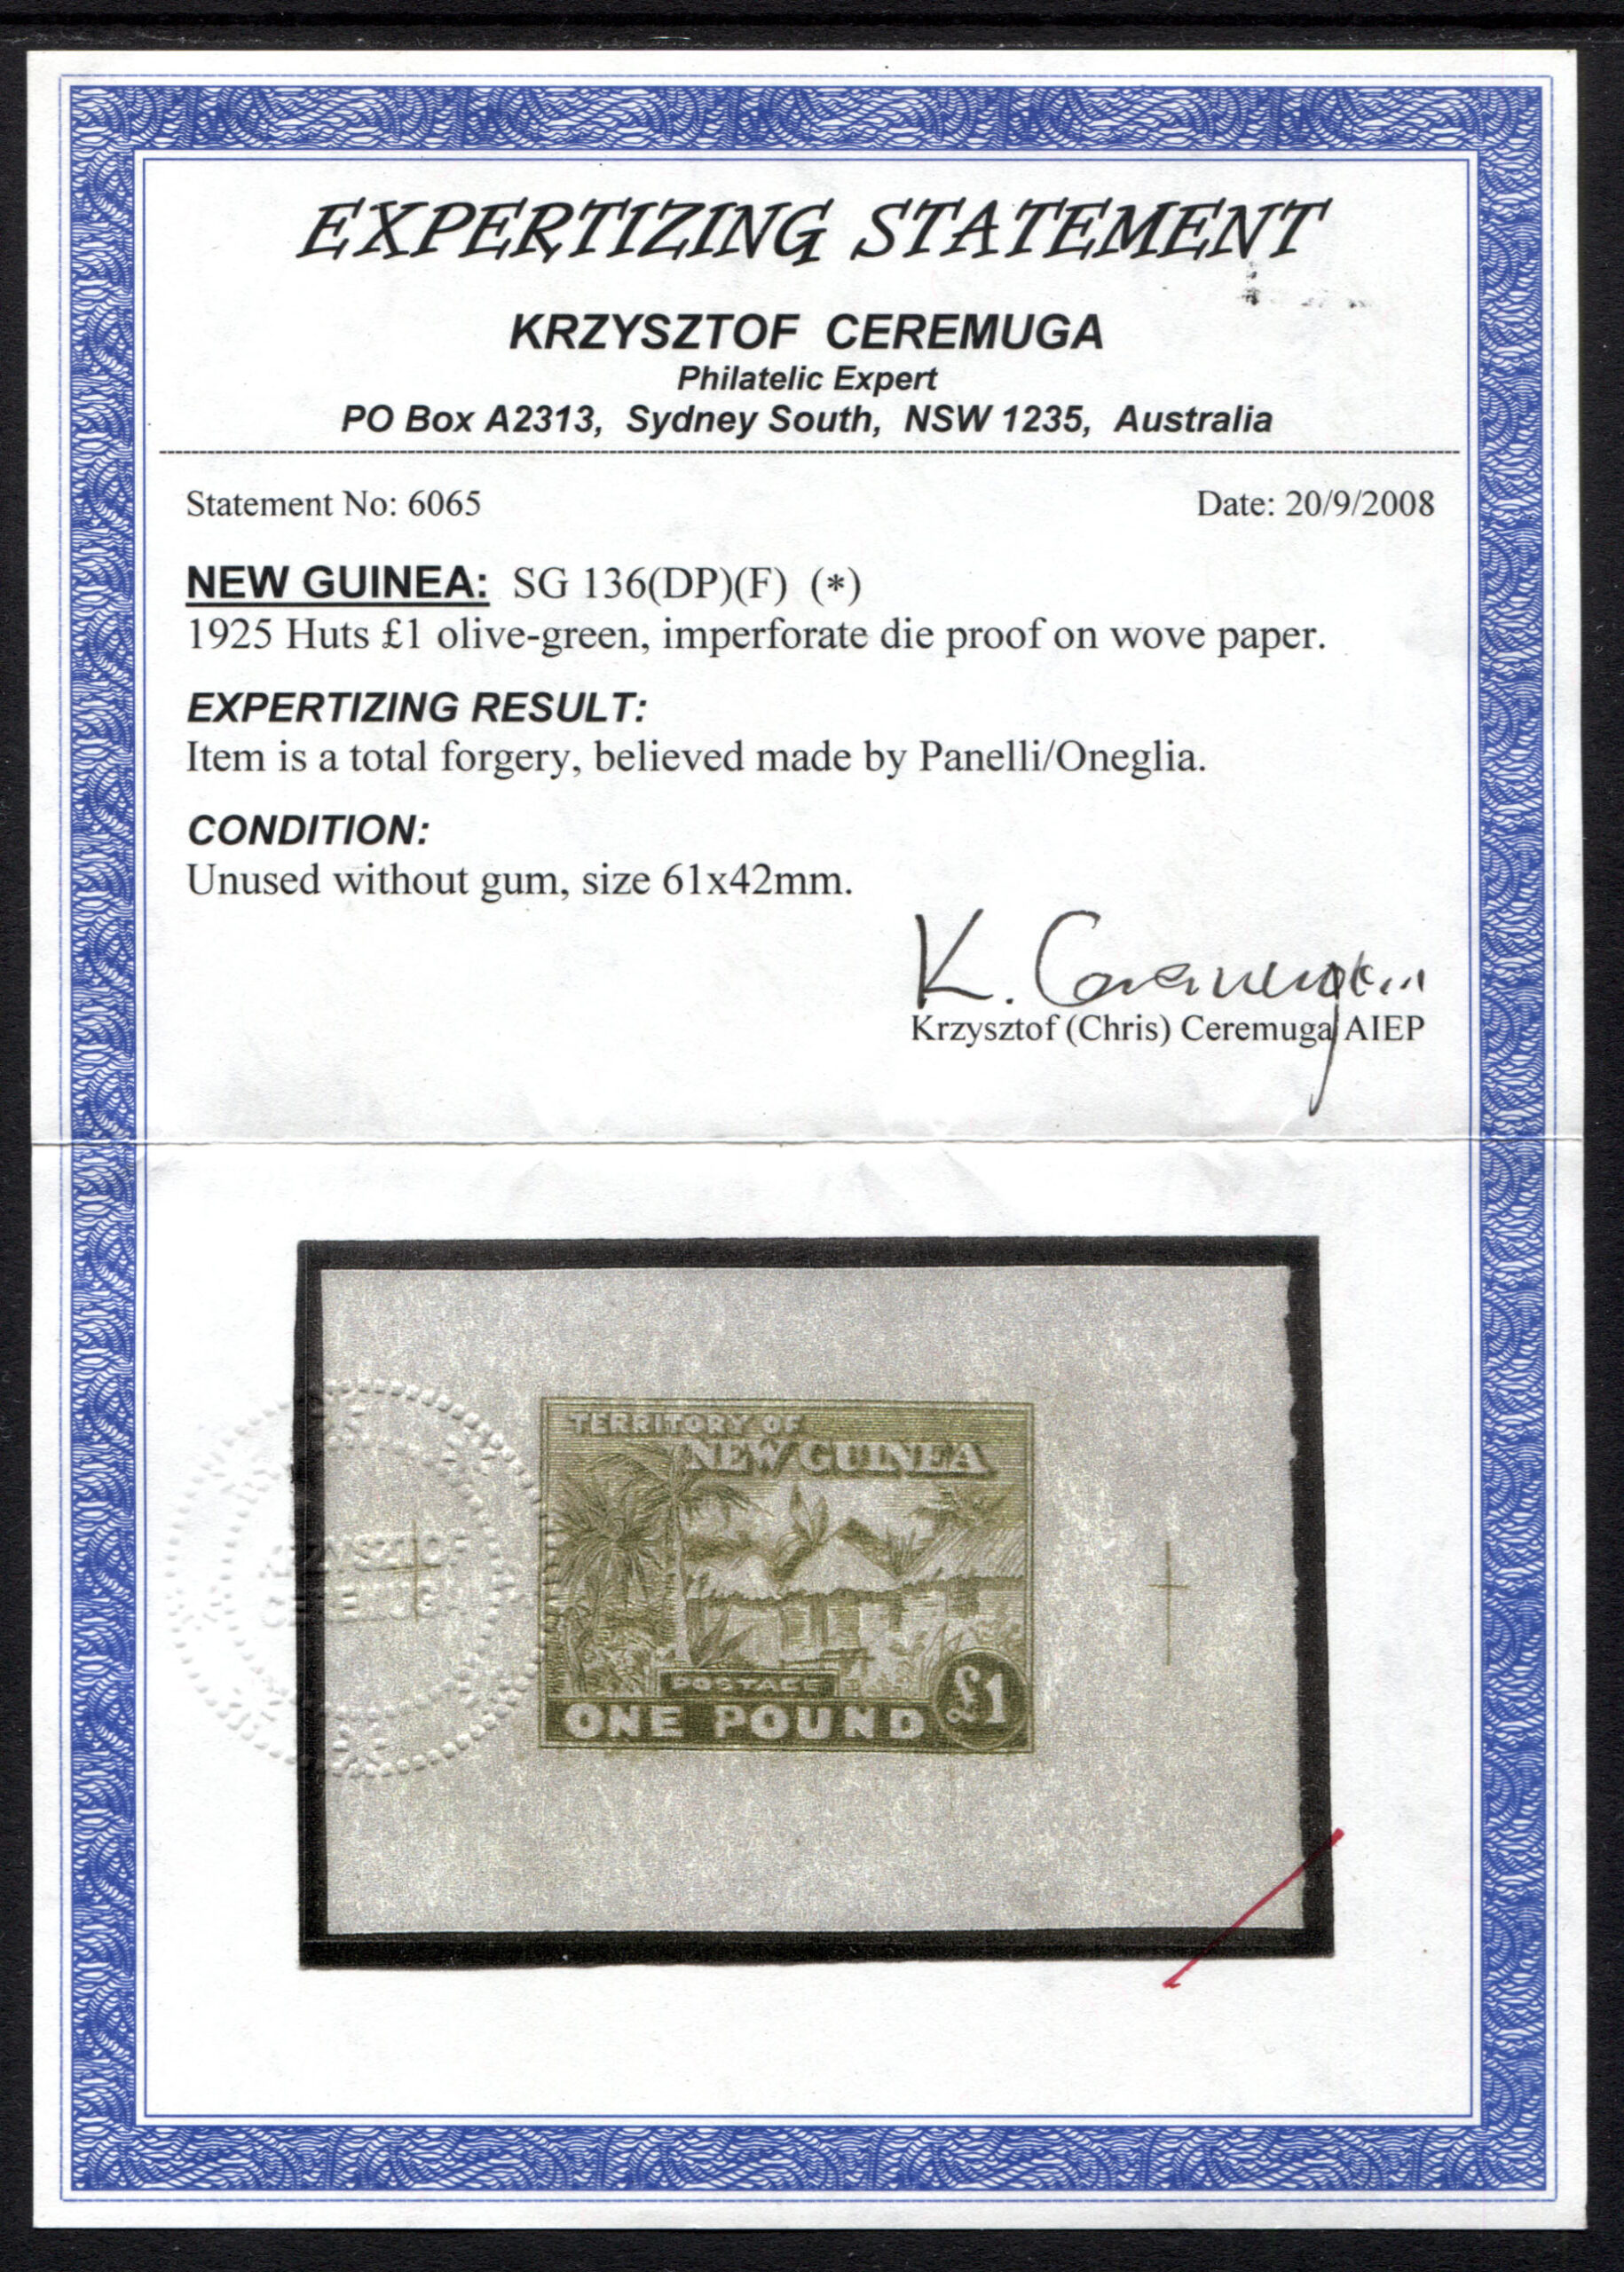 EXPERTIZING STATEMENT
KRZYSZTOF CEREMUGA
Philatelic Expert
PO Box A2313, Sydney South, NSW 1235, Australia
Statement No: 6065
Date: 20/9/2008
NEW GUINEA: SG 136(DP)(F) (*)
1925 Huts £1 olive-green, imperforate die proof on wove paper.
EXPERTIZING RESULT:
Item is a total forgery, believed made by Panelli/Oneglia.
CONDITION:
Unused without gum, size 61x42mm.
K. Ceremuga
Krzysztof (Chris) Ceremuga AIEP
TERRITORY OF
NEW GUINEA
KRZYSZTOF
CEREMUGA
POSTAGE
ONE POUND
£1